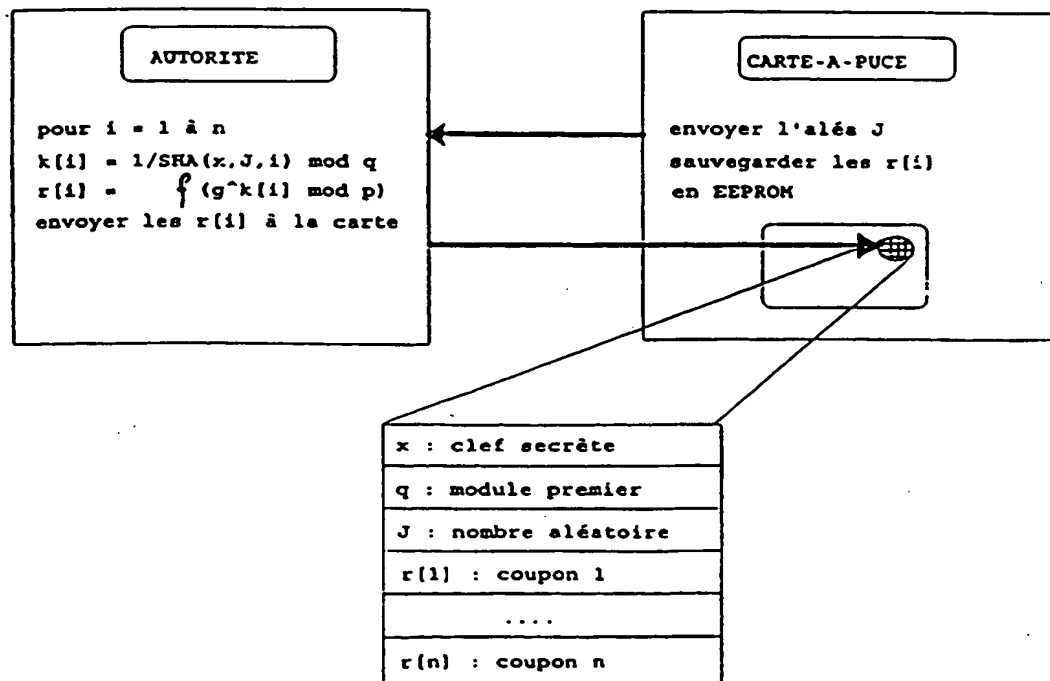 AUTORITE
pour i = 1 à n
k[i] = 1/SHA(x,J,i) mod q
r[i] = f (g^k[i] mod p)
envoyer les r[i] à la carte
CARTE-A-PUCE
envoyer l'aléa J
sauvegarder les r[i]
en EEPROM
x : clef secrète
q : module premier
J : nombre aléatoire
r[1] : coupon 1
....
r[n] : coupon n